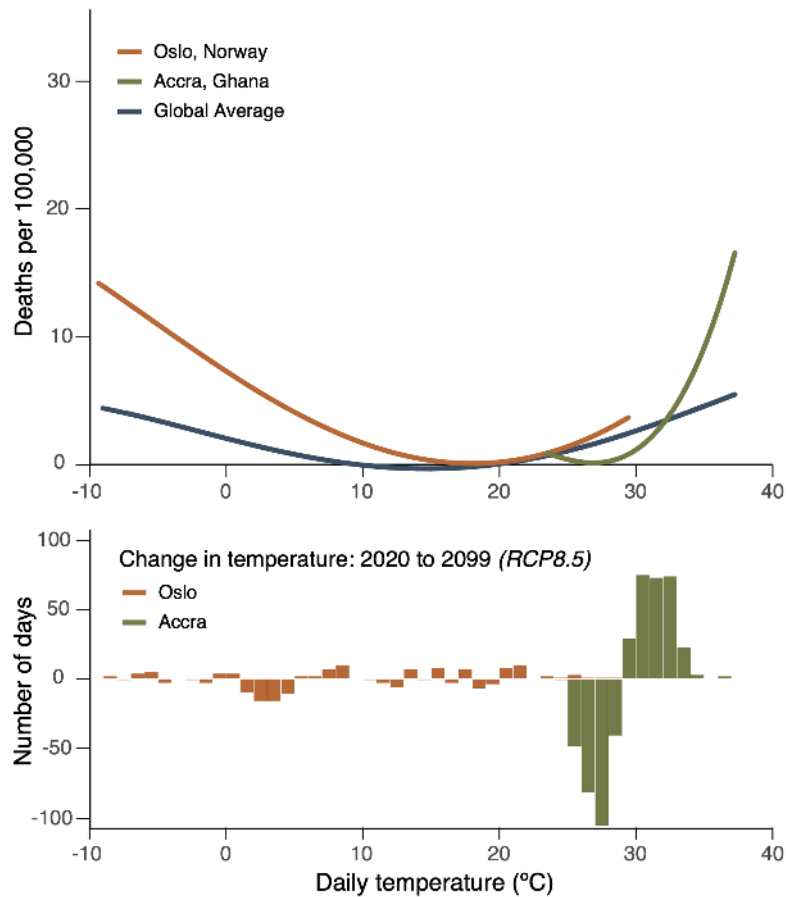 Oslo, Norway
Accra, Ghana
Global Average
Deaths per 100,000
30
20
10
0
-10 0 10 20 30 40
Change in temperature: 2020 to 2099 (RCP8.5)
Oslo
Accra
Number of days
100
50
0
-50
-100
-10 0 10 20 30 40
Daily temperature (ºC)